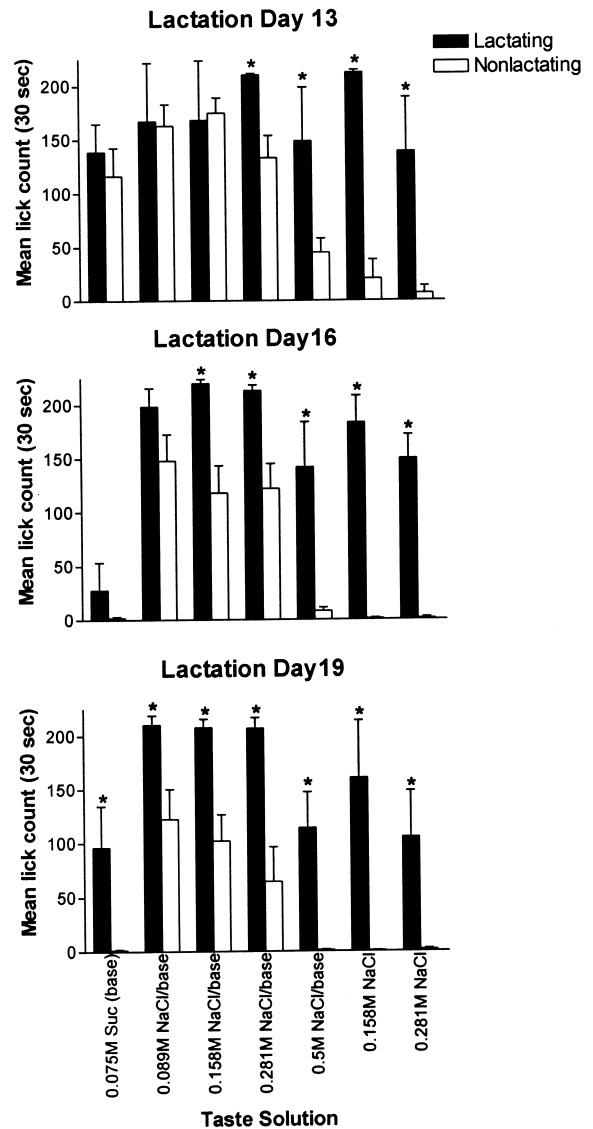 Lactation Day 13
Lactating
Nonlactating
Mean lick count (30 sec)
200
150
100
50
0
* * * *
Lactation Day16
Mean lick count (30 sec)
200
150
100
50
0
* * * * *
Lactation Day19
Mean lick count (30 sec)
200
150
100
50
0
* * * * * * *
0.075M Suc (base)
0.089M NaCl/base
0.158M NaCl/base
0.281M NaCl/base
0.5M NaCl/base
0.158M NaCl
0.281M NaCl
Taste Solution